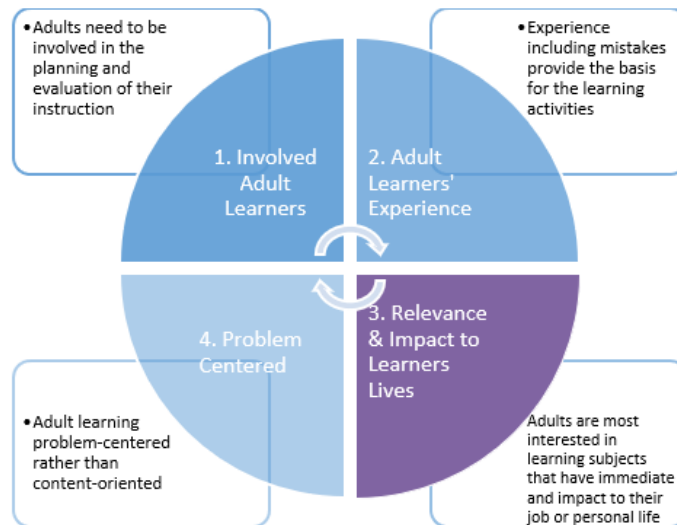 •Adults need to be
involved in the
planning and
evaluation of their
instruction
•Experience
including mistakes
provide the basis
for the learning
activities
1. Involved
Adult
Learners
2. Adult
Learners'
Experience
4. Problem
Centered
3. Relevance
& Impact to
Learners
Lives
•Adult learning
problem-centered
rather than
content-oriented
Adults are most
interested in
learning subjects
that have immediate
and impact to their
job or personal life